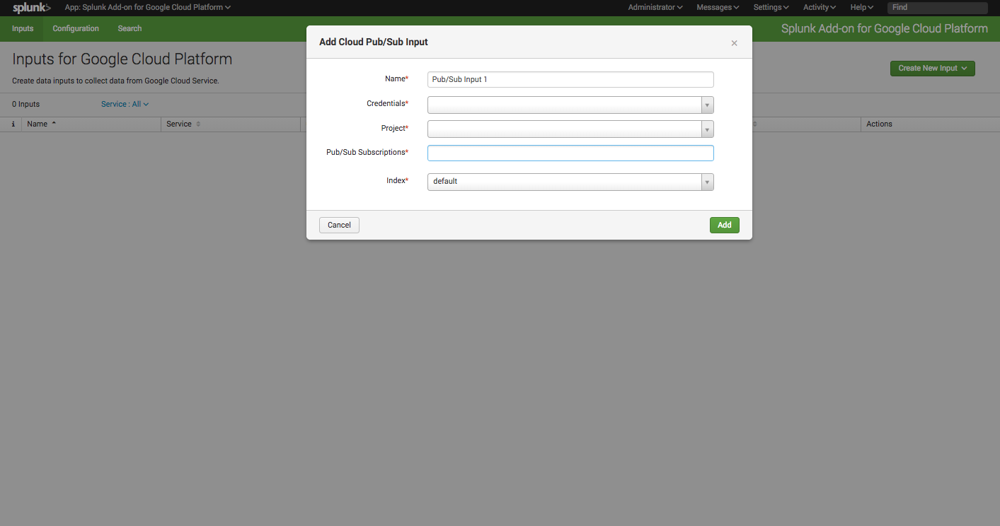 splunk> App: Splunk Add-on for Google Cloud Platform Administrator Messages Settings Activity Help Find
Inputs Configuration Search Splunk Add-on for Google Cloud Platform
Inputs for Google Cloud Platform
Create data inputs to collect data from Google Cloud Service.
Create New Input
0 Inputs Service : All
i Name Service Actions
Add Cloud Pub/Sub Input ×
Name* Pub/Sub Input 1
Credentials*
Project*
Pub/Sub Subscriptions*
Index* default
Cancel Add